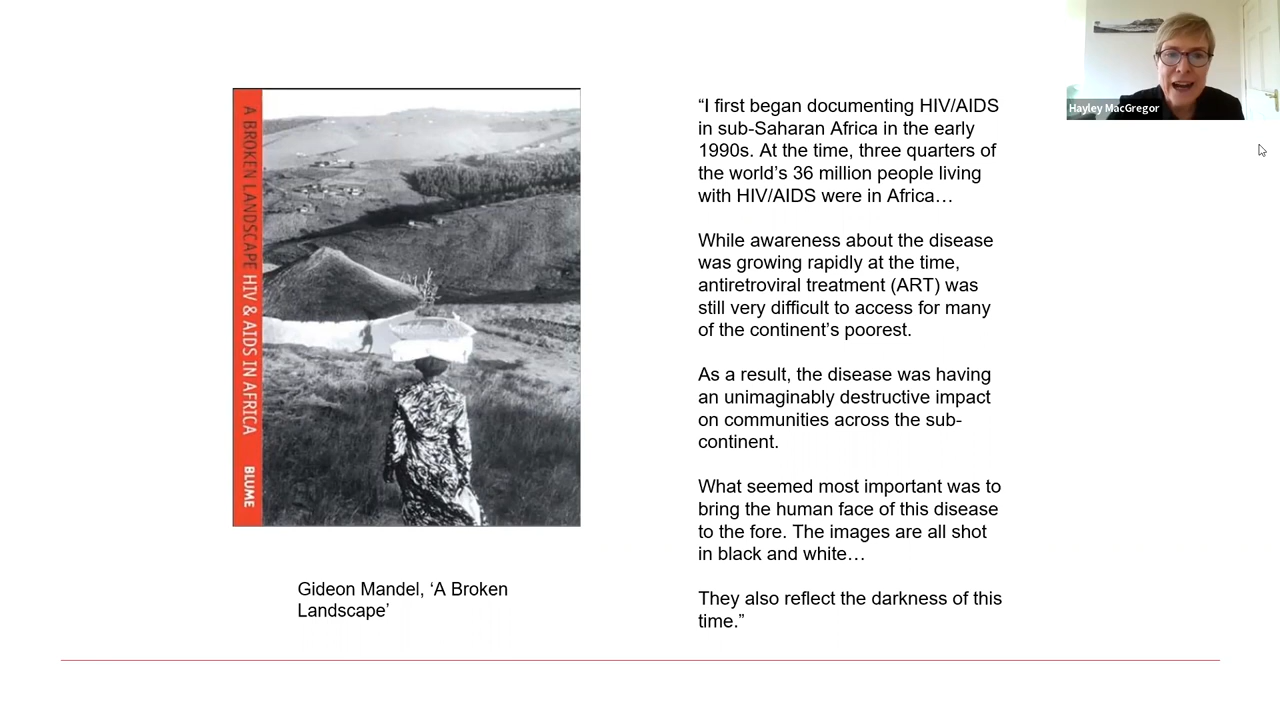 A BROKEN LANDSCAPE HIV & AIDS IN AFRICA
BLUME
Gideon Mandel, ‘A Broken
Landscape’
“I first began documenting HIV/AIDS
in sub-Saharan Africa in the early
1990s. At the time, three quarters of
the world’s 36 million people living
with HIV/AIDS were in Africa…
While awareness about the disease
was growing rapidly at the time,
antiretroviral treatment (ART) was
still very difficult to access for many
of the continent’s poorest.
As a result, the disease was having
an unimaginably destructive impact
on communities across the sub-
continent.
What seemed most important was to
bring the human face of this disease
to the fore. The images are all shot
in black and white…
They also reflect the darkness of this
time.”
Hayley MacGregor